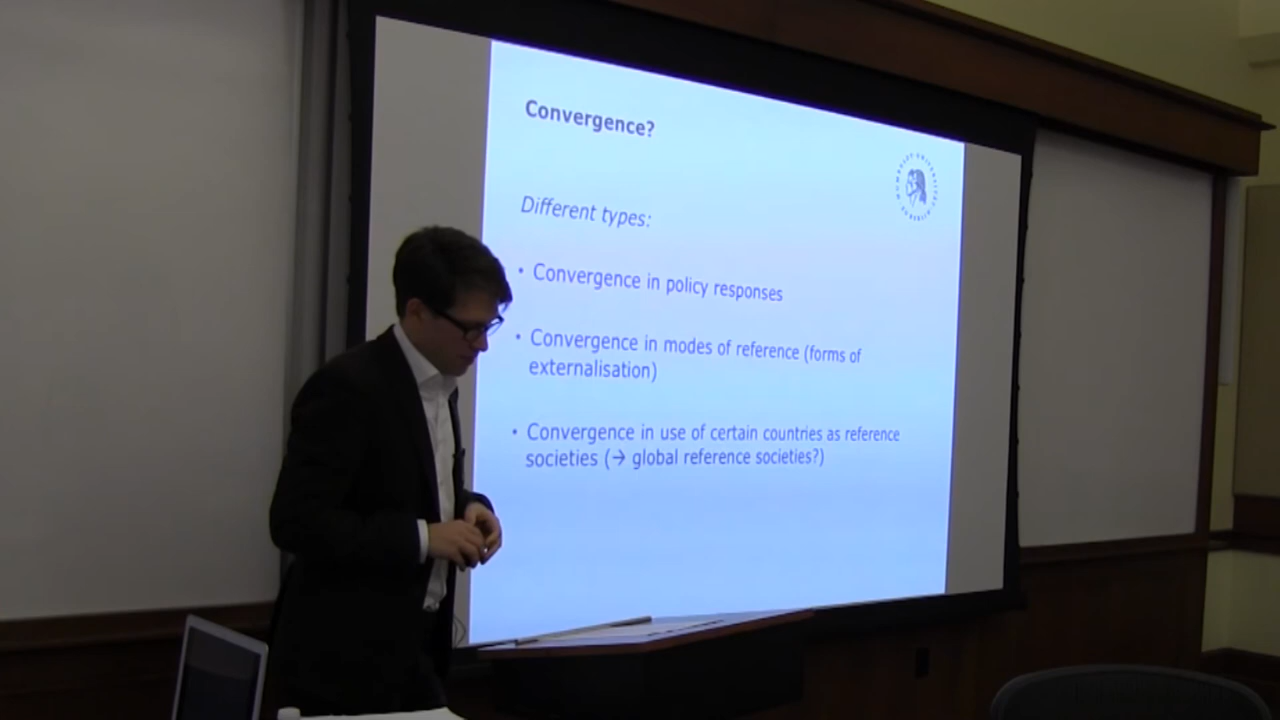 Convergence?
Different types:
• Convergence in policy responses
• Convergence in modes of reference (forms of
externalisation)
• Convergence in use of certain countries as reference
societies (→ global reference societies?)